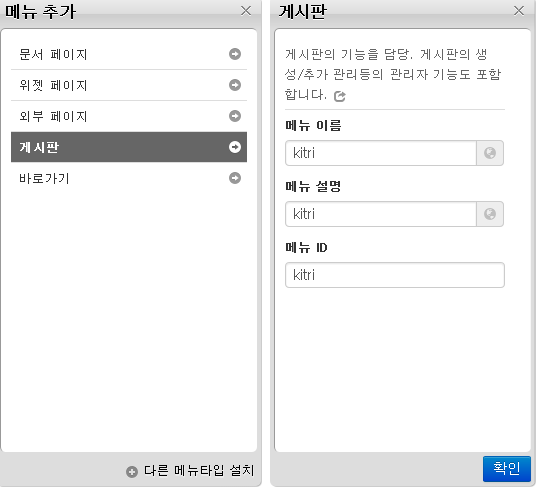 메뉴 추가
문서 페이지
위젯 페이지
외부 페이지
게시판
바로가기
다른 메뉴타입 설치
게시판
게시판의 기능을 담당. 게시판의 생
성/추가 관리등의 관리자 기능도 포함
합니다.
메뉴 이름
kitri
메뉴 설명
kitri
메뉴 ID
kitri
확인